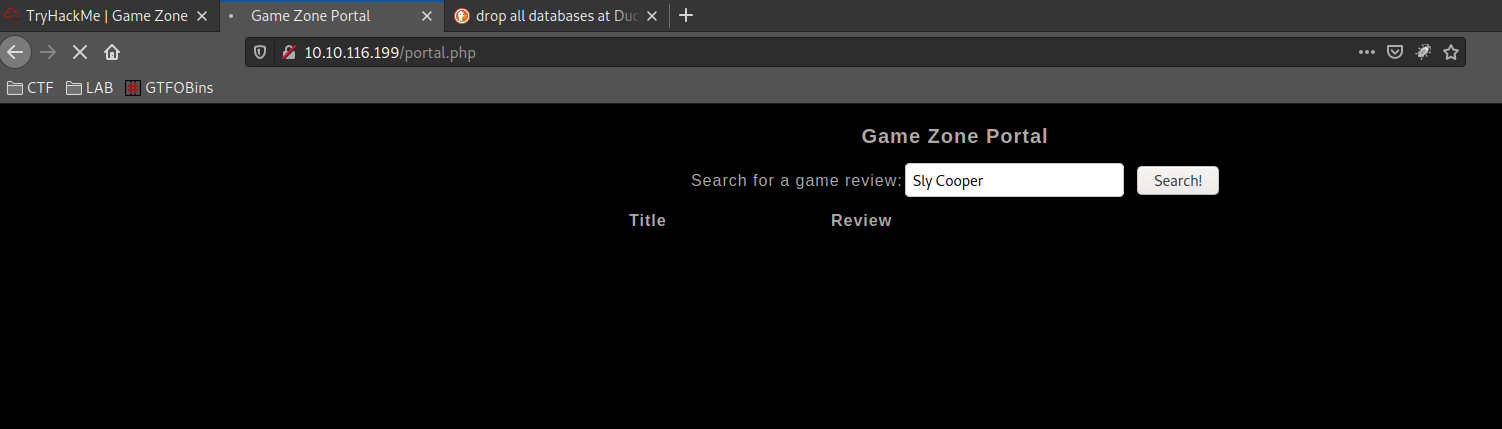 TryHackMe | Game Zone Game Zone Portal drop all databases at Duc
10.10.116.199/portal.php
CTF LAB GTFOBins
Game Zone Portal
Search for a game review: Sly Cooper Search!
Title Review